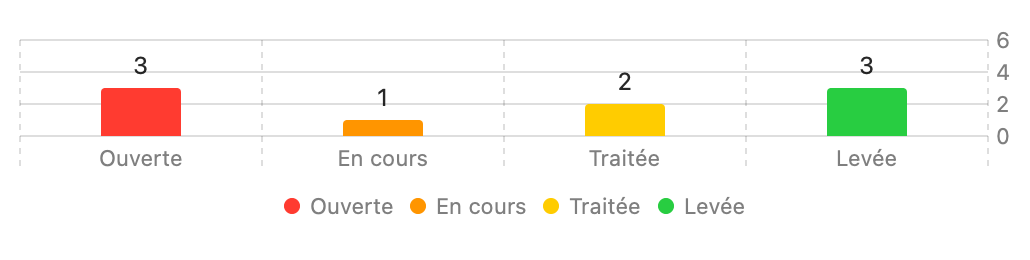 6
3
3
4
2
1
2
0
Ouverte
En cours
Traitée
Levée
Ouverte
En cours
Traitée
Levée